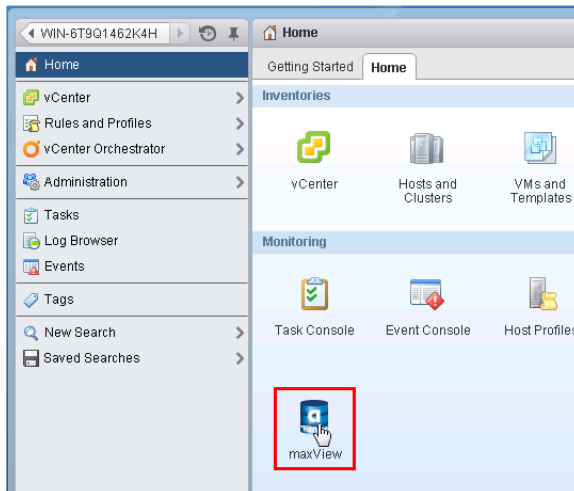 WIN-6T9Q1462K4H
Home
Home
Getting Started
Home
vCenter
Rules and Profiles
vCenter Orchestrator
Administration
Tasks
Log Browser
Events
Tags
New Search
Saved Searches
Inventories
vCenter
Hosts and
Clusters
VMs and
Templates
Monitoring
Task Console
Event Console
Host Profiles
a
maxView